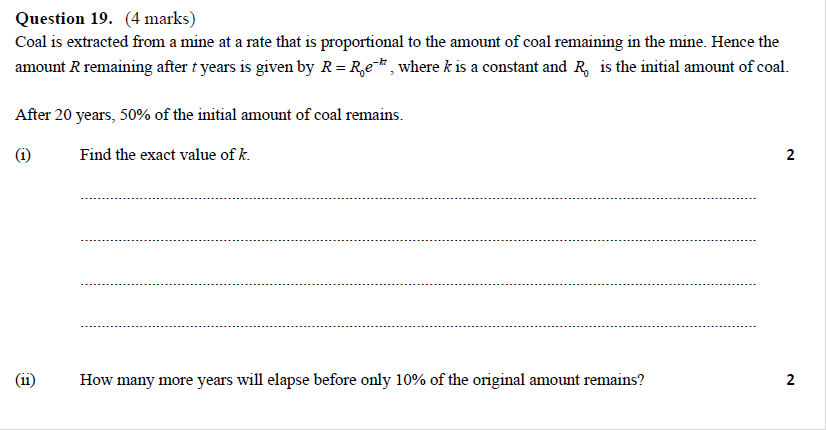 Question 19. (4 marks)
Coal is extracted from a mine at a rate that is proportional to the amount of coal remaining in the mine. Hence the
amount R remaining after t years is given by R = R₀e⁻ᵏᵗ , where k is a constant and R₀ is the initial amount of coal.
After 20 years, 50% of the initial amount of coal remains.
(i) Find the exact value of k. 2
(ii) How many more years will elapse before only 10% of the original amount remains? 2